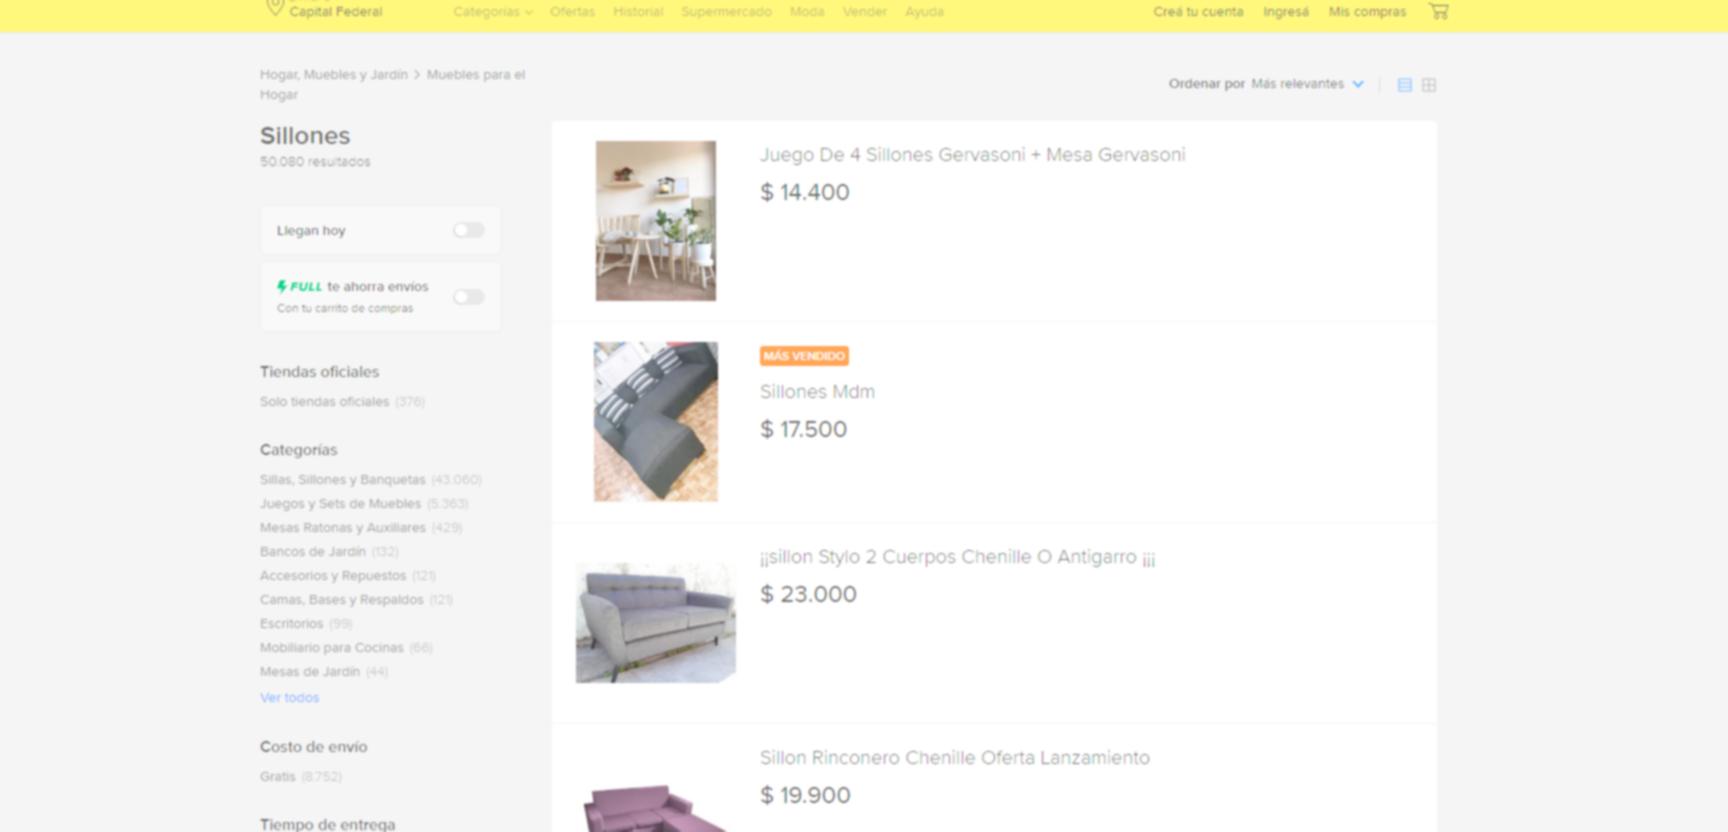 Capital Federal
Categorías Ofertas Historial Supermercado Moda Vender Ayuda
Creá tu cuenta Ingresá Mis compras
Hogar, Muebles y Jardín > Muebles para el
Hogar
Ordenar por Más relevantes
Sillones
50.080 resultados
Llegan hoy
FULL te ahorra envíos
Con tu carrito de compras
Tiendas oficiales
Solo tiendas oficiales (376)
Categorías
Sillas, Sillones y Banquetas (43.060)
Juegos y Sets de Muebles (5.363)
Mesas Ratonas y Auxiliares (429)
Bancos de Jardín (132)
Accesorios y Repuestos (121)
Camas, Bases y Respaldos (121)
Escritorios (99)
Mobiliario para Cocinas (66)
Mesas de Jardín (44)
Ver todos
Costo de envío
Gratis (8.752)
Tiempo de entrega
Juego De 4 Sillones Gervasoni + Mesa Gervasoni
$ 14.400
MÁS VENDIDO
Sillones Mdm
$ 17.500
¡¡sillon Stylo 2 Cuerpos Chenille O Antigarro ¡¡¡
$ 23.000
Sillon Rinconero Chenille Oferta Lanzamiento
$ 19.900